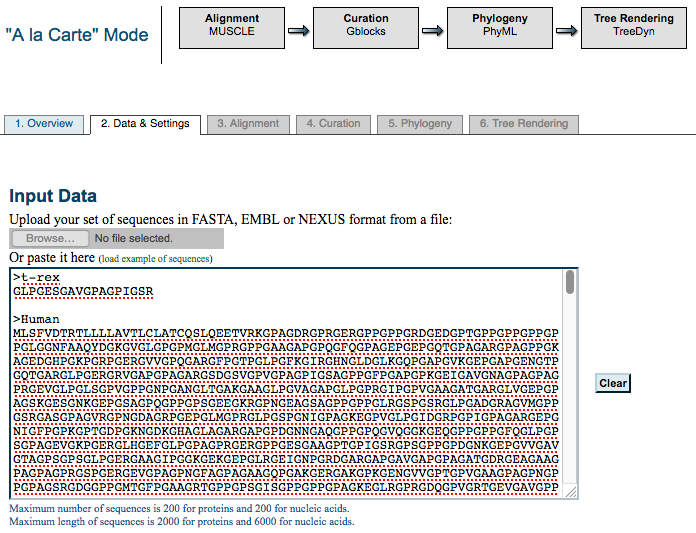 "A la Carte" Mode
Alignment
MUSCLE
Curation
Gblocks
Phylogeny
PhyML
Tree Rendering
TreeDyn
1. Overview
2. Data & Settings
3. Alignment
4. Curation
5. Phylogeny
6. Tree Rendering
Input Data
Upload your set of sequences in FASTA, EMBL or NEXUS format from a file:
Browse... No file selected.
Or paste it here (load example of sequences)
>t-rex
GLPGESGAVGPAGPIGSR
>Human
MLSFVDTRTLLLLAVTLCLATCQSLQEETVRKGPAGDRGPRGERGPPGPPGRDGEDGPTGPPGPPGPPGP
PGLGGNFAAQYDGKGVGLGPGPMGLMGPRGPPGAAGAPGPQGFQGPAGEPGEPGQTGPAGARGPAGPPGK
AGEDGHPGKPGRPGERGVVGPQGARGFPGTPGLPGFKGIRGHNGLDGLKGQPGAPGVKGEPGAPGENGTP
GQTGARGLPGERGRVGAPGPAGARGSDGSVGPVGPAGPIGSAGPPGFPGAPGPKGEIGAVGNAGPAGPAG
PRGEVGLPGLSGPVGPPGNPGANGLTGAKGAAGLPGVAGAPGLPGPRGIPGPVGAAGATGARGLVGEPGP
AGSKGESGNKGEPGSAGPQGPPGPSGEEGKRGPNGEAGSAGPPGPPGLRGSPGSRGLPGADGRAGVMGPP
GSRGASGPAGVRGPNGDAGRPGEPGLMGPRGLPGSPGNIGPAGKEGPVGLPGIDGRPGPIGPAGARGEPG
NIGFPGPKGPTGDPGKNGDKGHAGLAGARGAPGPDGNNGAQGPPGPQGVQGGKGEQGPPGPPGFQGLPGP
SGPAGEVGKPGERGLHGEFGLPGPAGPRGERGPPGESGAAGPTGPIGSRGPSGPPGPDGNKGEPGVVGAV
GTAGPSGPSGLPGERGAAGIPGGKGEKGEPGLRGEIGNPGRDGARGAPGAVGAPGPAGATGDRGEAGAAG
PAGPAGPRGSPGERGEVGPAGPNGFAGPAGAAGQPGAKGERGAKGPKGENGVVGPTGPVGAAGPAGPNGP
PGPAGSRGDGGPPGMTGFPGAAGRTGPPGPSGISGPPGPPGPAGKEGLRGPRGDQGPVGRTGEVGAVGPP
Clear
Maximum number of sequences is 200 for proteins and 200 for nucleic acids.
Maximum length of sequences is 2000 for proteins and 6000 for nucleic acids.